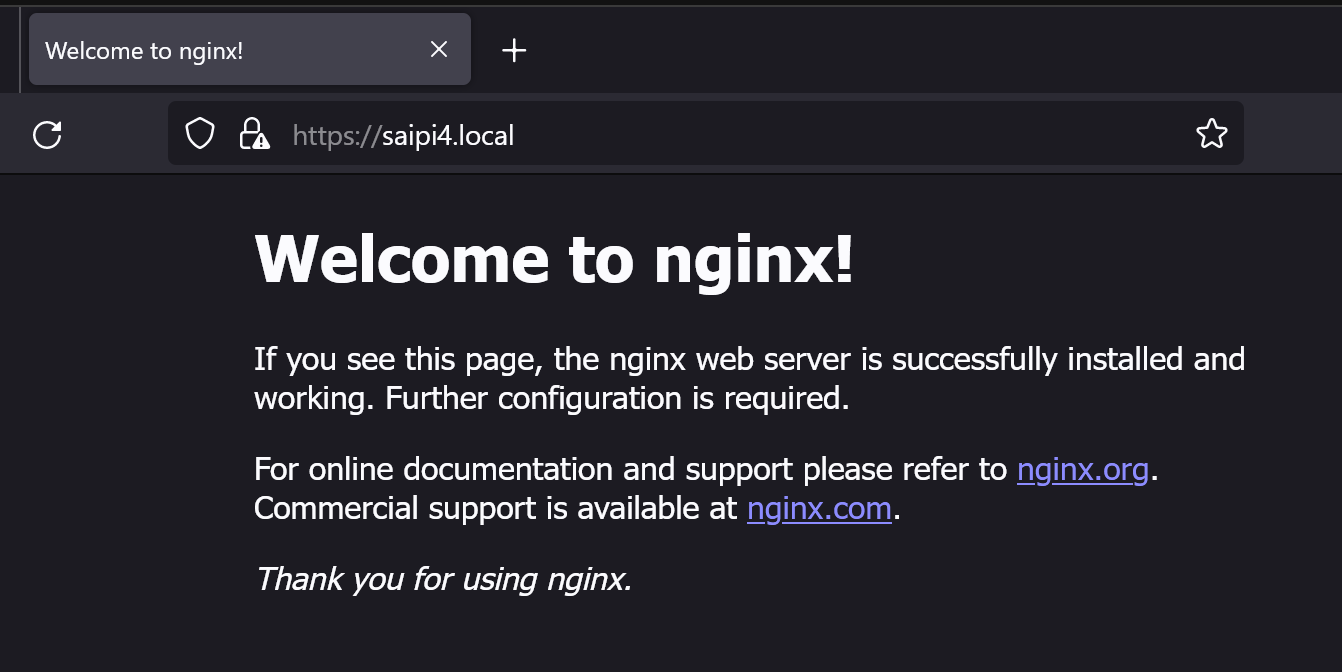 Welcome to nginx!
https://saipi4.local
Welcome to nginx!
If you see this page, the nginx web server is successfully installed and
working. Further configuration is required.
For online documentation and support please refer to nginx.org.
Commercial support is available at nginx.com.
Thank you for using nginx.